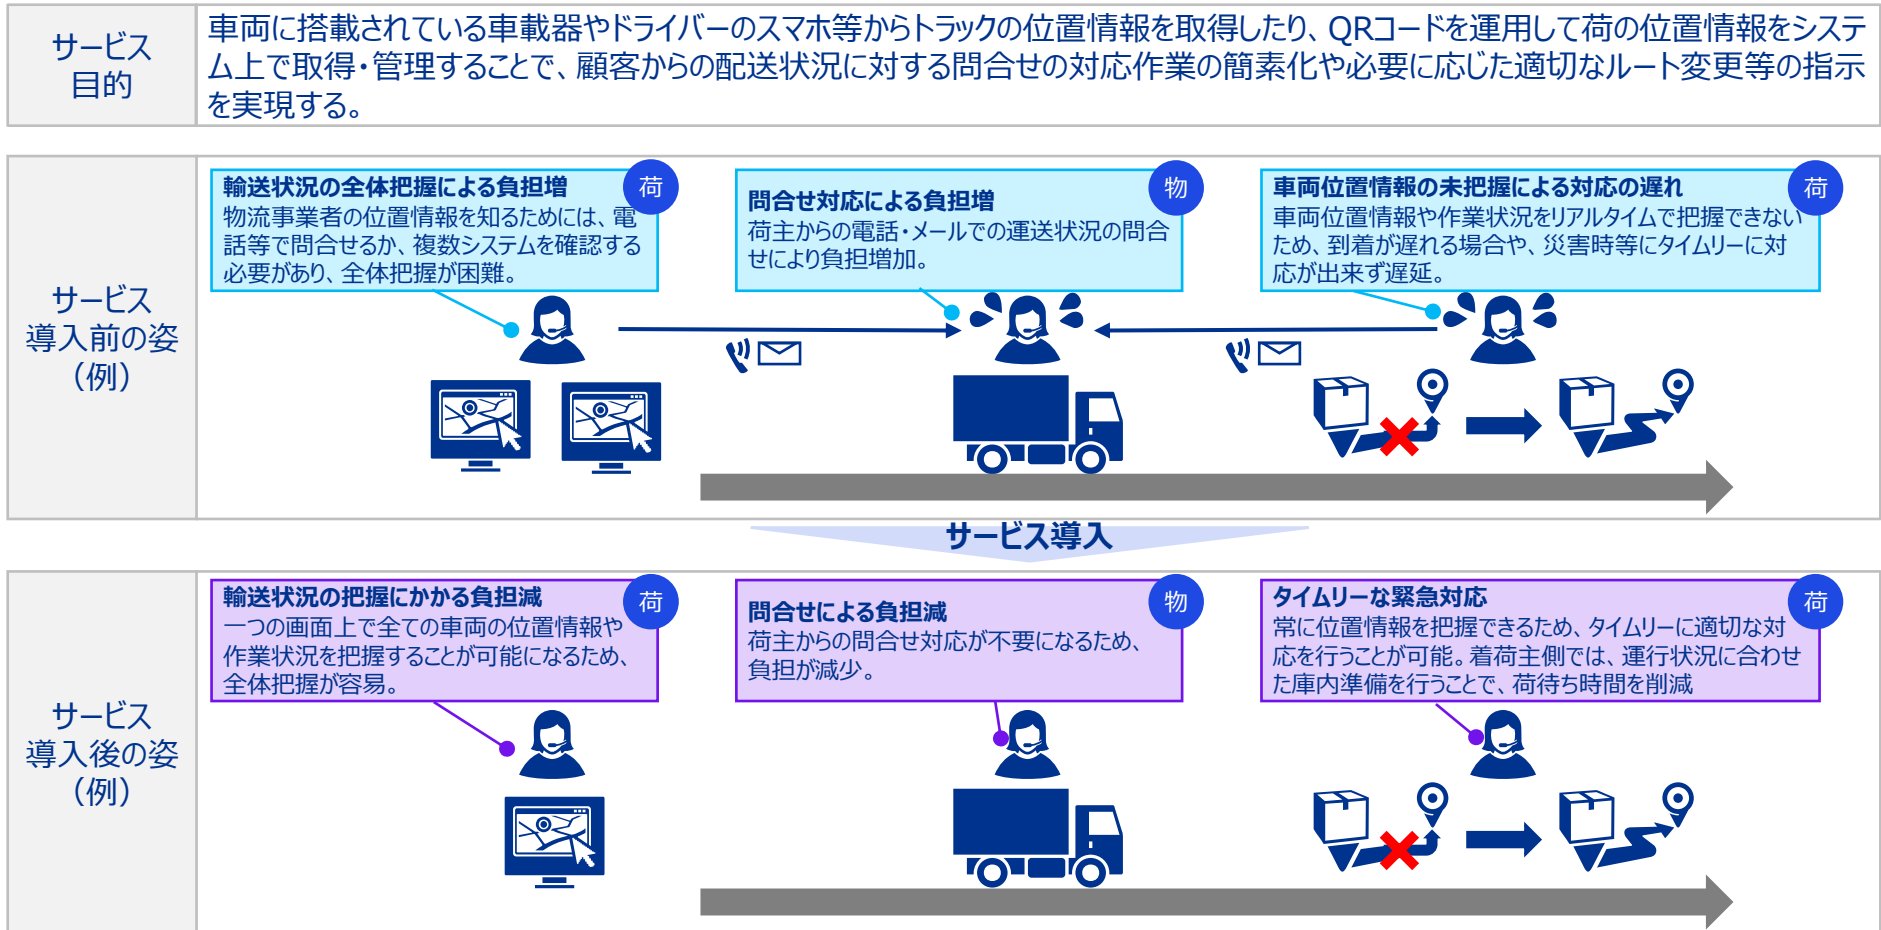 サービス
目的
車両に搭載されている車載器やドライバーのスマホ等からトラックの位置情報を取得したり、QRコードを運用して荷の位置情報をシステ
ム上で取得・管理することで、顧客からの配送状況に対する問合せの対応作業の簡素化や必要に応じた適切なルート変更等の指示
を実現する。
サービス
導入前の姿
（例）
輸送状況の全体把握による負担増
荷
物流事業者の位置情報を知るためには、電
話等で問合せるか、複数システムを確認する
必要があり、全体把握が困難。
問合せ対応による負担増
物
荷主からの電話・メールでの運送状況の問合
せにより負担増加。
車両位置情報の未把握による対応の遅れ
荷
車両位置情報や作業状況をリアルタイムで把握できない
ため、到着が遅れる場合や、災害時等にタイムリーに対
応が出来ず遅延。
サービス導入
サービス
導入後の姿
（例）
輸送状況の把握にかかる負担減
荷
一つの画面上で全ての車両の位置情報や
作業状況を把握することが可能になるため、
全体把握が容易。
問合せによる負担減
物
荷主からの問合せ対応が不要になるため、
負担が減少。
タイムリーな緊急対応
荷
常に位置情報を把握できるため、タイムリーに適切な対
応を行うことが可能。着荷主側では、運行状況に合わせ
た庫内準備を行うことで、荷待ち時間を削減